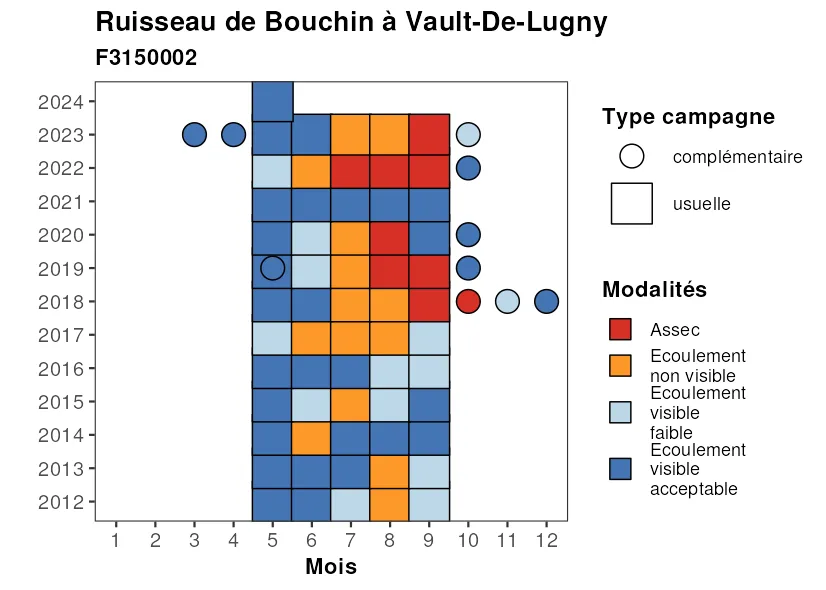 Ruisseau de Bouchin à Vault-De-Lugny
F3150002
2024
2023
2022
2021
2020
2019
2018
2017
2016
2015
2014
2013
2012
1 2 3 4 5 6 7 8 9 10 11 12
Mois
Type campagne
complémentaire
usuelle
Modalités
Assec
Ecoulement
non visible
Ecoulement
visible
faible
Ecoulement
visible
acceptable